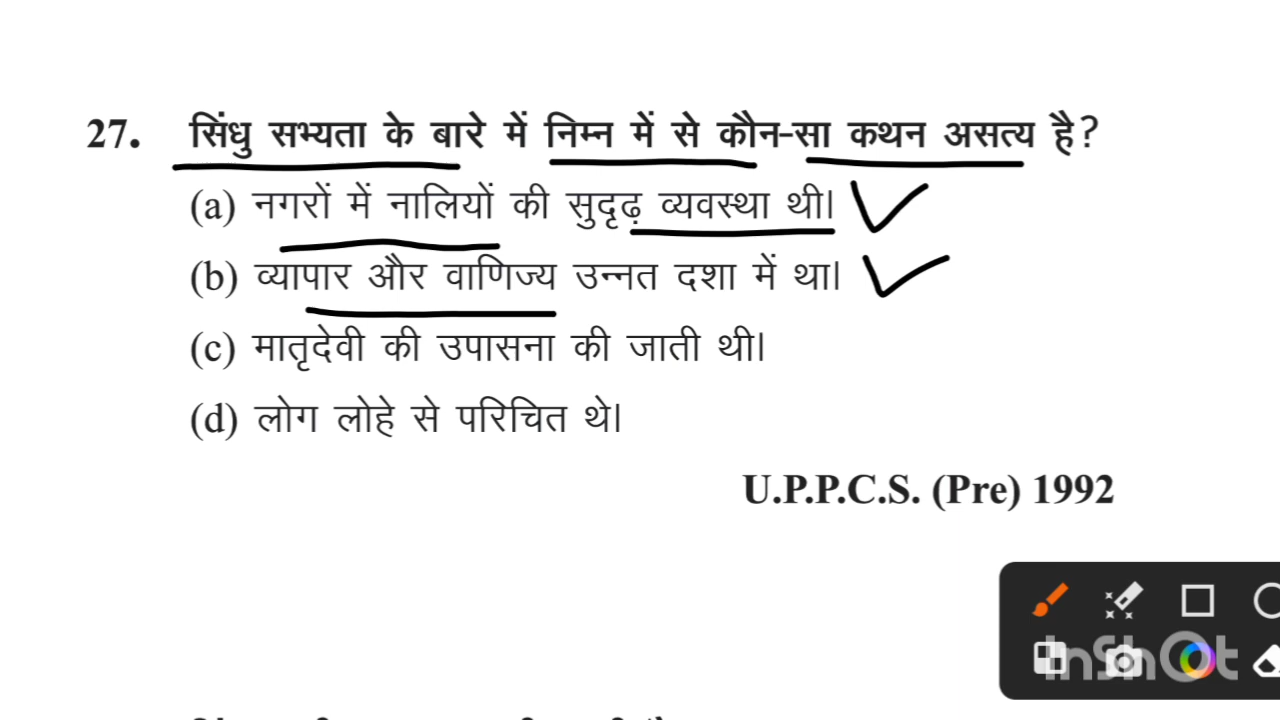 27. सिंधु सभ्यता के बारे में निम्न में से कौन-सा कथन असत्य है?
(a) नगरों में नालियों की सुदृढ़ व्यवस्था थी।
(b) व्यापार और वाणिज्य उन्नत दशा में था।
(c) मातृदेवी की उपासना की जाती थी।
(d) लोग लोहे से परिचित थे।
U.P.P.C.S. (Pre) 1992
InShOt